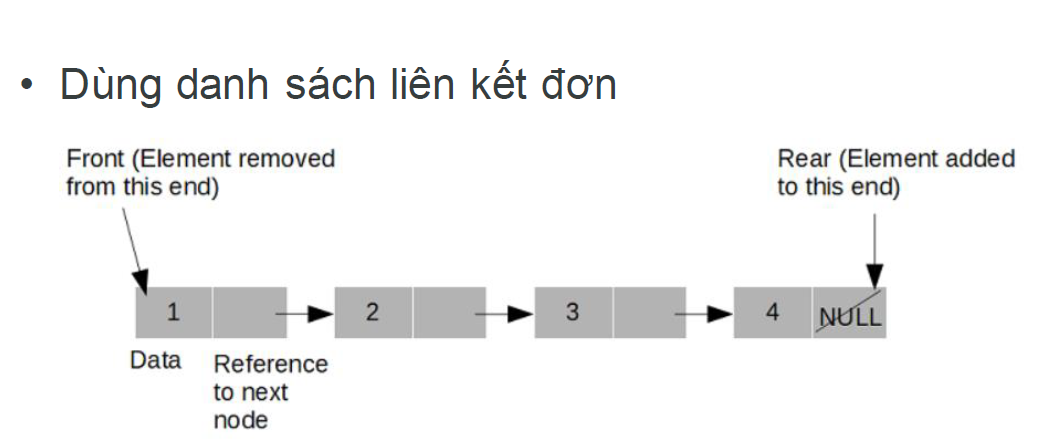 • Dùng danh sách liên kết đơn
Front (Element removed
from this end)
Rear (Element added
to this end)
1
2
3
4
NULL
Data
Reference
to next
node